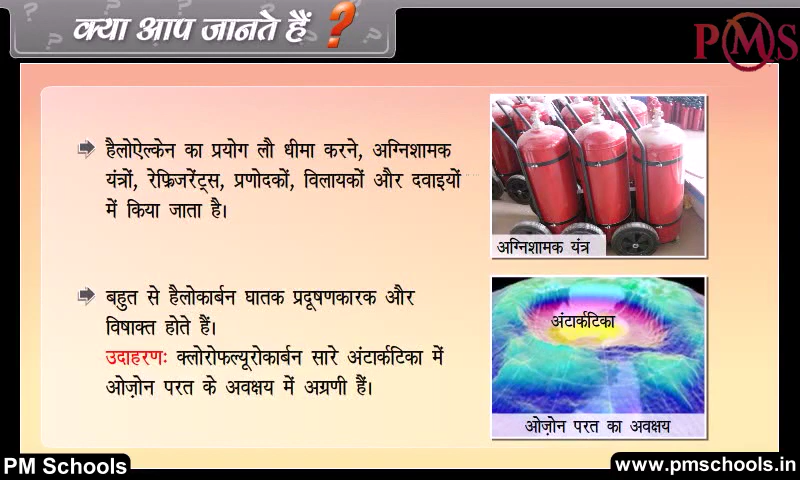 क्या आप जानते हैं ?
PMS
हैलोऐल्केन का प्रयोग लौ धीमा करने, अग्निशामक
यंत्रों, रेफ्रिजरेंट्स, प्रणोदकों, विलायकों और दवाइयों
में किया जाता है।
अग्निशामक यंत्र
बहुत से हैलोकार्बन घातक प्रदूषणकारक और
विषाक्त होते हैं।
उदाहरणः क्लोरोफल्यूरोकार्बन सारे अंटार्कटिका में
ओज़ोन परत के अवक्षय में अग्रणी हैं।
अंटार्कटिका
ओज़ोन परत का अवक्षय
PM Schools
www.pmschools.in